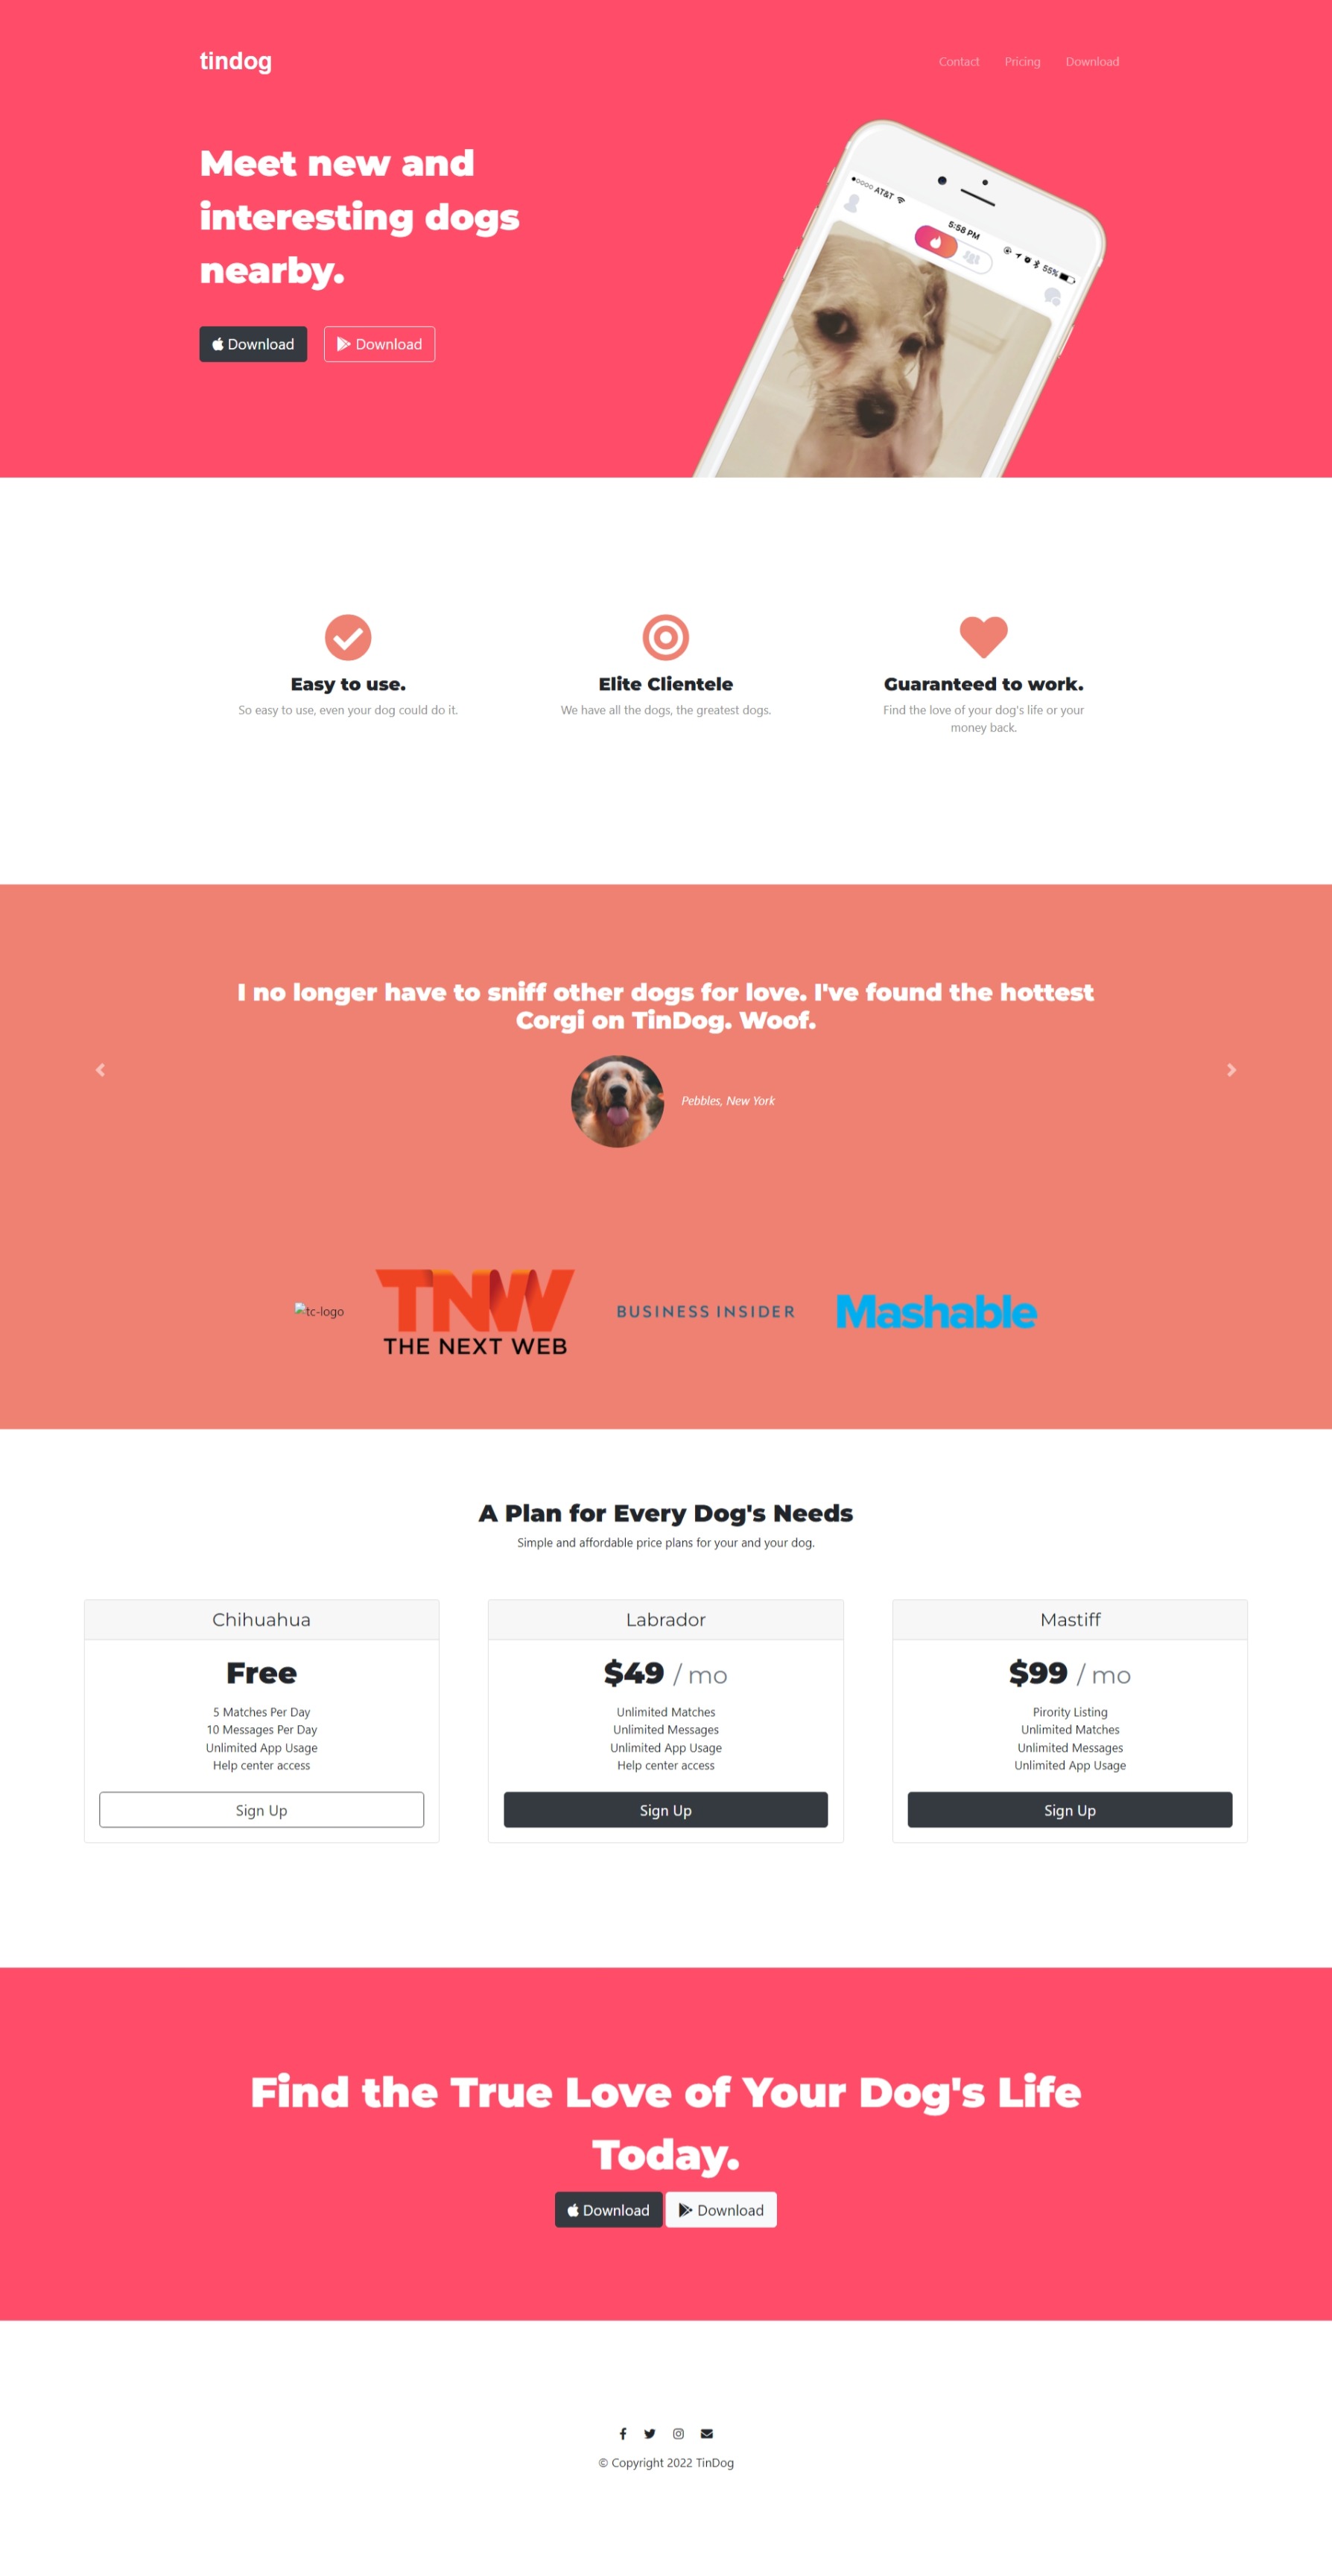 tindog
Contact Pricing Download
Meet new and
interesting dogs
nearby.
Download Download
AT&T
5:58 PM
55%
Easy to use.
So easy to use, even your dog could do it.
Elite Clientele
We have all the dogs, the greatest dogs.
Guaranteed to work.
Find the love of your dog's life or your
money back.
I no longer have to sniff other dogs for love. I've found the hottest
Corgi on TinDog. Woof.
Pebbles, New York
tc-logo
TNW
THE NEXT WEB
BUSINESS INSIDER
Mashable
A Plan for Every Dog's Needs
Simple and affordable price plans for your and your dog.
Chihuahua
Free
5 Matches Per Day
10 Messages Per Day
Unlimited App Usage
Help center access
Sign Up
Labrador
$49 / mo
Unlimited Matches
Unlimited Messages
Unlimited App Usage
Help center access
Sign Up
Mastiff
$99 / mo
Pirority Listing
Unlimited Matches
Unlimited Messages
Unlimited App Usage
Sign Up
Find the True Love of Your Dog's Life
Today.
Download Download
© Copyright 2022 TinDog